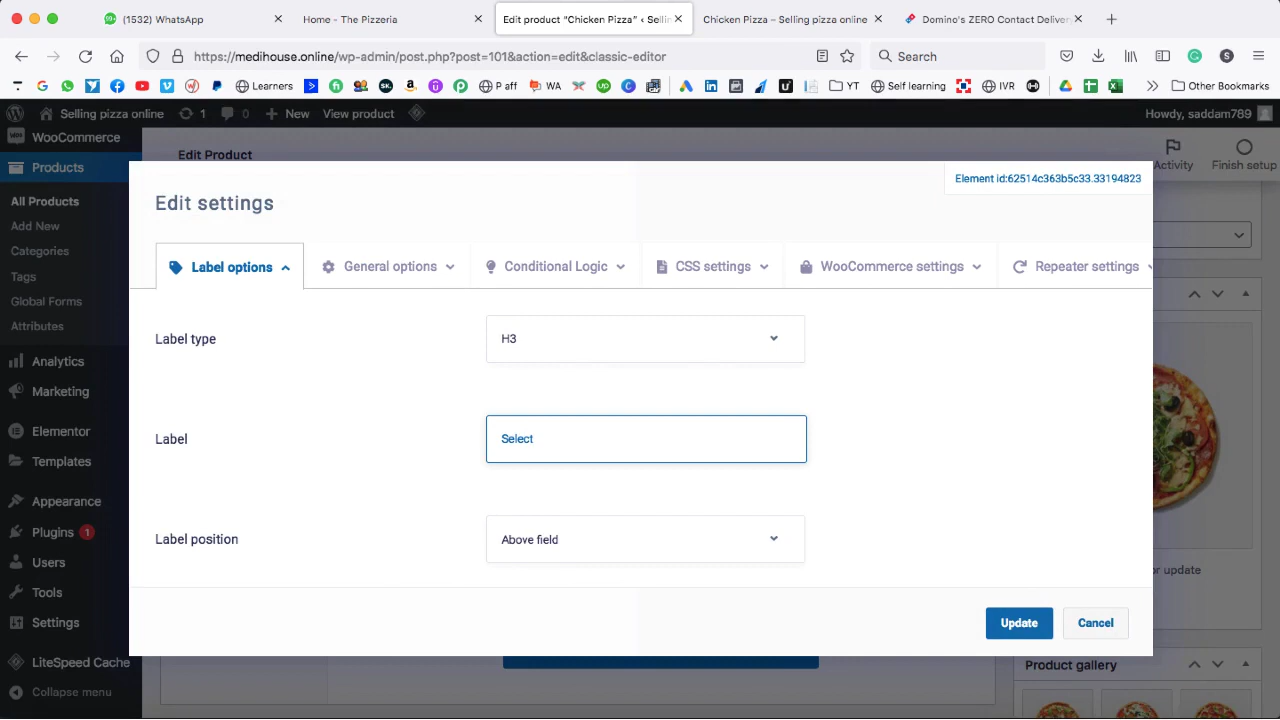 (1532) WhatsApp
Home - The Pizzeria
Edit product "Chicken Pizza" ‹ Sellin
Chicken Pizza – Selling pizza online
Domino's ZERO Contact Delivery
https://medihouse.online/wp-admin/post.php?post=101&action=edit&classic-editor
Search
Learners
P aff
WA
YT
Self learning
IVR
Other Bookmarks
Selling pizza online
1
0
New
View product
Howdy, saddam789
WooCommerce
Products
All Products
Add New
Categories
Tags
Global Forms
Attributes
Analytics
Marketing
Elementor
Templates
Appearance
Plugins 1
Users
Tools
Settings
LiteSpeed Cache
Collapse menu
Edit Product
Activity
Finish setup
Element id:62514c363b5c33.33194823
Edit settings
Label options
General options
Conditional Logic
CSS settings
WooCommerce settings
Repeater settings
Label type
H3
Label
Select
Label position
Above field
Update
Cancel
or update
Product gallery